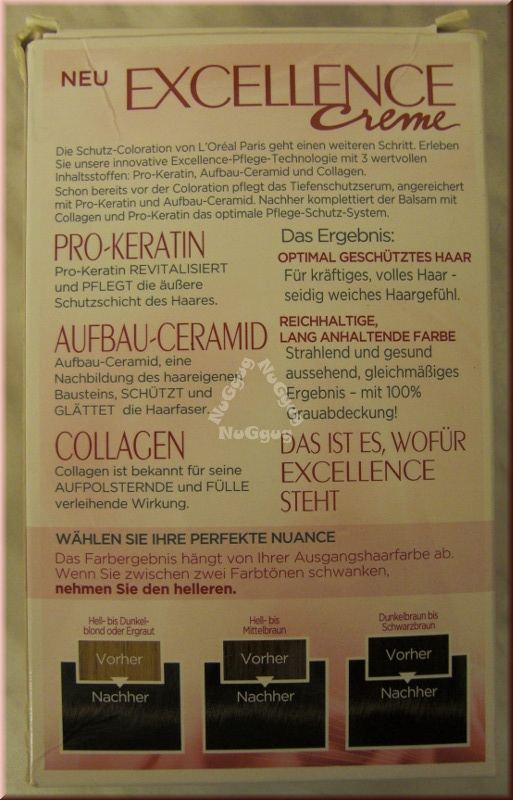 NEU EXCELLENCE
Creme
Die Schutz-Coloration von L'Oréal Paris geht einen weiteren Schritt. Erleben
Sie unsere innovative Excellence-Pflege-Technologie mit 3 wertvollen
Inhaltsstoffen: Pro-Keratin, Aufbau-Ceramid und Collagen.
Schon bereits vor der Coloration pflegt das Tiefenschutzserum, angereichert
mit Pro-Keratin und Aufbau-Ceramid. Nachher komplettiert der Balsam mit
Collagen und Pro-Keratin das optimale Pflege-Schutz-System.
PRO-KERATIN
Pro-Keratin REVITALISIERT
und PFLEGT die äußere
Schutzschicht des Haares.
AUFBAU-CERAMID
Aufbau-Ceramid, eine
Nachbildung des haareigenen
Bausteins, SCHÜTZT und
GLÄTTET die Haarfaser.
COLLAGEN
Collagen ist bekannt für seine
AUFPOLSTERNDE und FÜLLE
verleihende Wirkung.
Das Ergebnis:
OPTIMAL GESCHÜTZTES HAAR
Für kräftiges, volles Haar -
seidig weiches Haargefühl.
REICHHALTIGE,
LANG ANHALTENDE FARBE
Strahlend und gesund
aussehend, gleichmäßiges
Ergebnis – mit 100%
Grauabdeckung!
DAS IST ES, WOFÜR
EXCELLENCE
STEHT
NuGgug
NuGgug
NuGgug
WÄHLEN SIE IHRE PERFEKTE NUANCE
Das Farbergebnis hängt von Ihrer Ausgangshaarfarbe ab.
Wenn Sie zwischen zwei Farbtönen schwanken,
nehmen Sie den helleren.
Hell- bis Dunkel-
blond oder Ergraut
Vorher
Nachher
Hell- bis
Mittelbraun
Vorher
Nachher
Dunkelbraun bis
Schwarzbraun
Vorher
Nachher